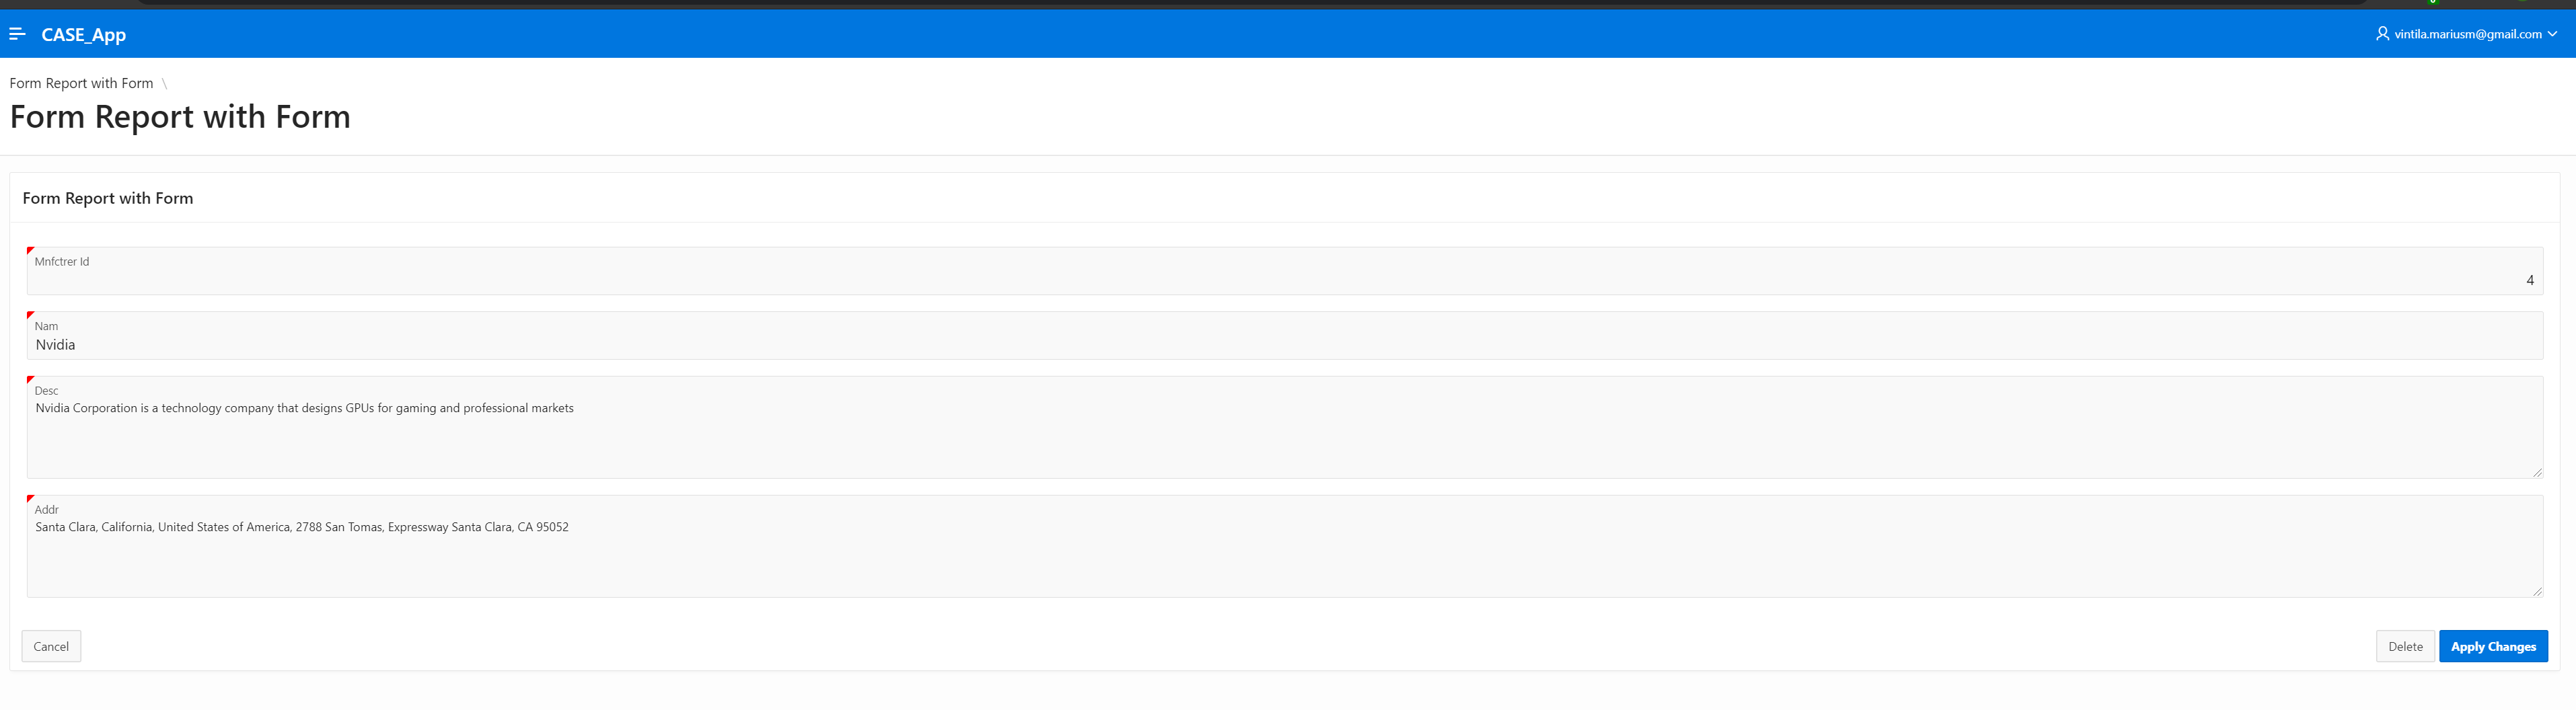 CASE_App
vintila.mariusm@gmail.com
Form Report with Form \
Form Report with Form
Form Report with Form
Mnfctrer Id
4
Nam
Nvidia
Desc
Nvidia Corporation is a technology company that designs GPUs for gaming and professional markets
Addr
Santa Clara, California, United States of America, 2788 San Tomas, Expressway Santa Clara, CA 95052
Cancel
Delete
Apply Changes